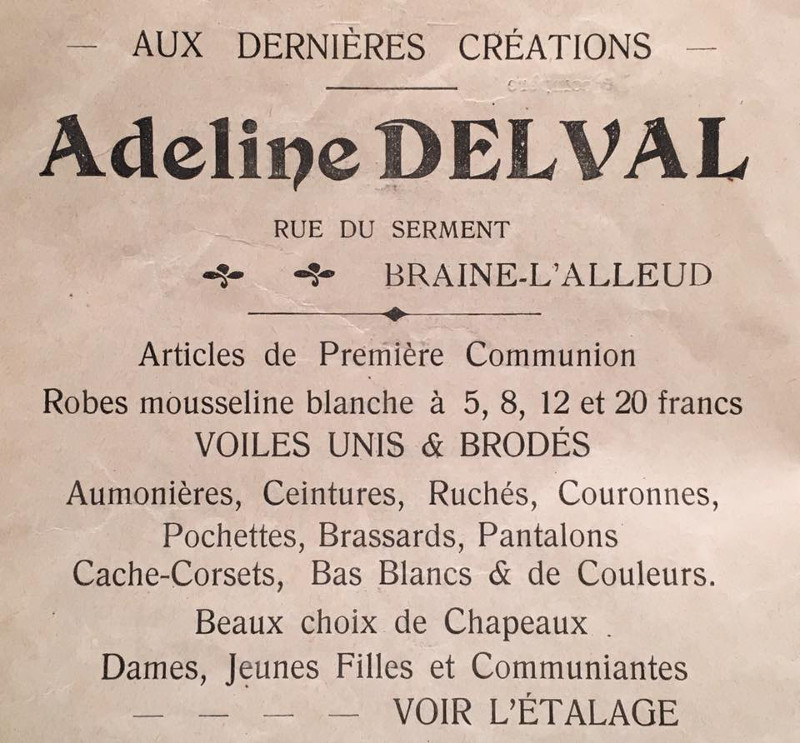 — AUX DERNIÈRES CRÉATIONS —
Adeline DELVAL
RUE DU SERMENT
BRAINE-L'ALLEUD
Articles de Première Communion
Robes mousseline blanche à 5, 8, 12 et 20 francs
VOILES UNIS & BRODÉS
Aumonières, Ceintures, Ruchés, Couronnes,
Pochettes, Brassards, Pantalons
Cache-Corsets, Bas Blancs & de Couleurs.
Beaux choix de Chapeaux .
Dames, Jeunes Filles et Communiantes
— — — — VOIR L'ÉTALAGE